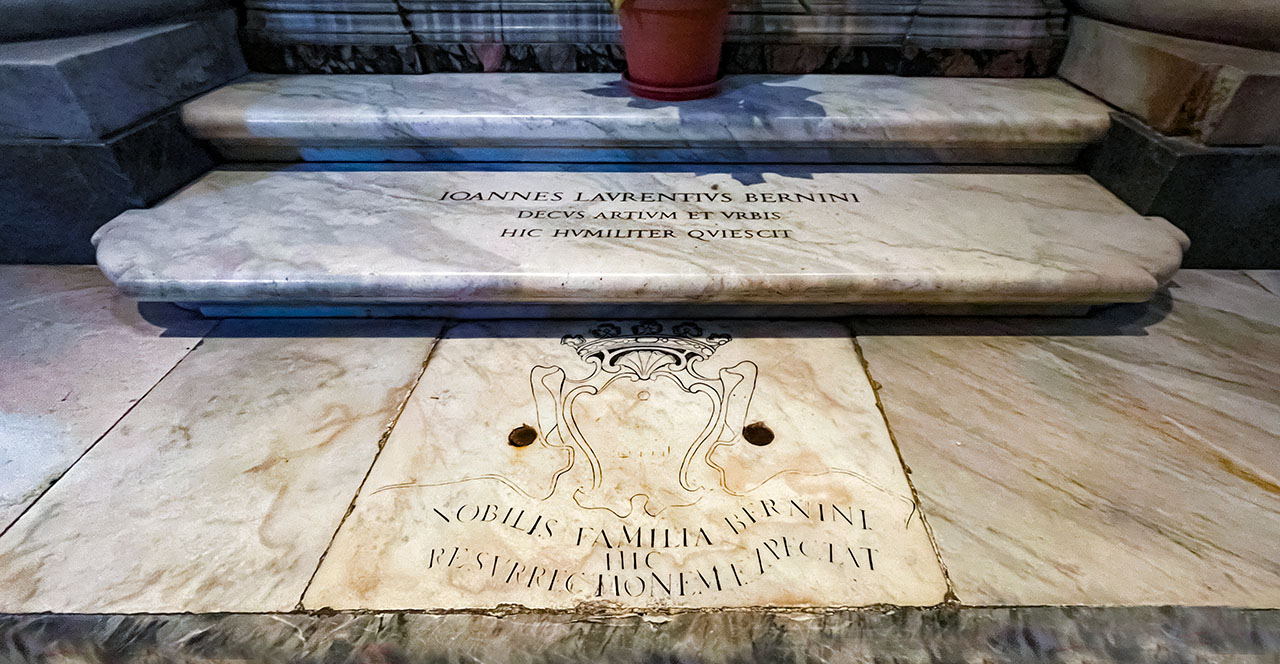 IOANNES LAVRENTIVS BERNINI
DECVS ARTIVM ET VRBIS
HIC HVMILITER QVIESCIT
NOBILIS FAMILIA BERNINI
HIC
RESVRRECTIONEM EXPECTAT